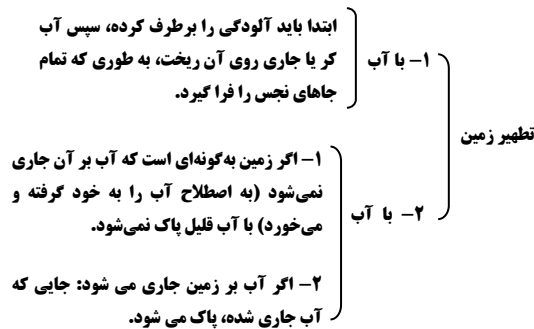 تطهیر زمین
۱– با آب
ابتدا باید آلودگی را برطرف کرده، سپس آب
کر یا جاری روی آن ریخت، به طوری که تمام
جاهای نجس را فرا گیرد.
۲– با آب
۱– اگر زمین به‌گونه‌ای است که آب بر آن جاری
نمی‌شود (به اصطلاح آب را به خود گرفته و
می‌خورد) با آب قلیل پاک نمی‌شود.
۲– اگر آب بر زمین جاری می شود: جایی که
آب جاری شده، پاک می شود.